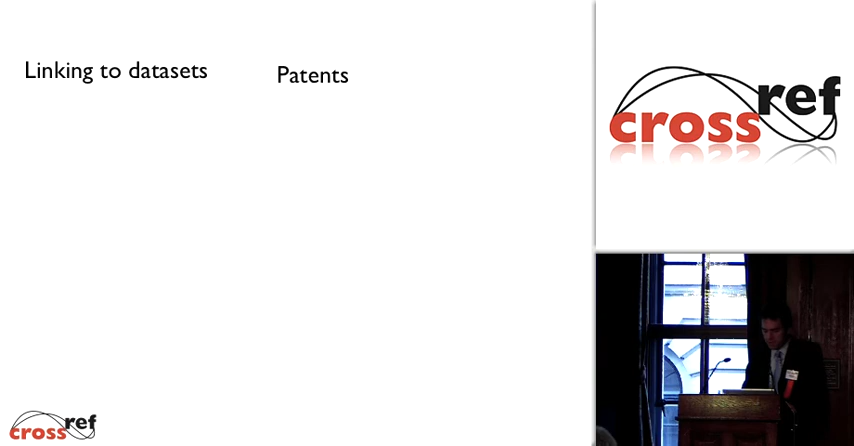 Linking to datasets
Patents
crossref
crossref